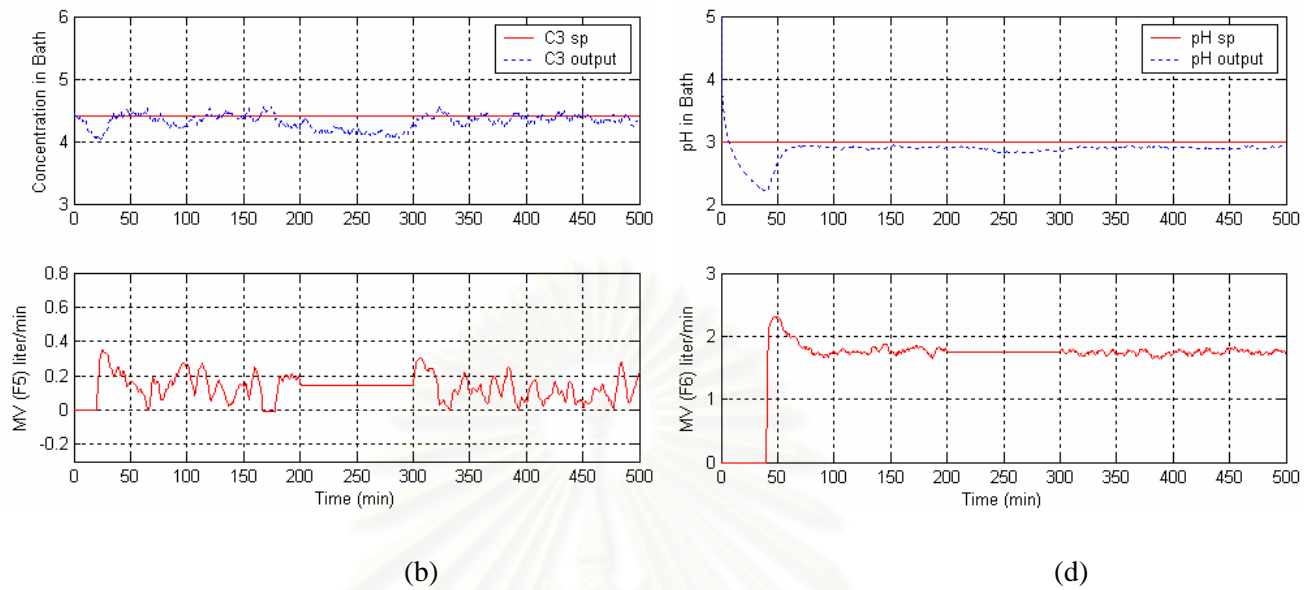 Concentration in Bath
6
5
4
3
C3 sp
C3 output
0 50 100 150 200 250 300 350 400 450 500
MV (F5) liter/min
0.8
0.6
0.4
0.2
0
-0.2
0 50 100 150 200 250 300 350 400 450 500
Time (min)
(b)
pH in Bath
5
4
3
2
pH sp
pH output
0 50 100 150 200 250 300 350 400 450 500
MV (F6) liter/min
3
2
1
0
0 50 100 150 200 250 300 350 400 450 500
Time (min)
(d)